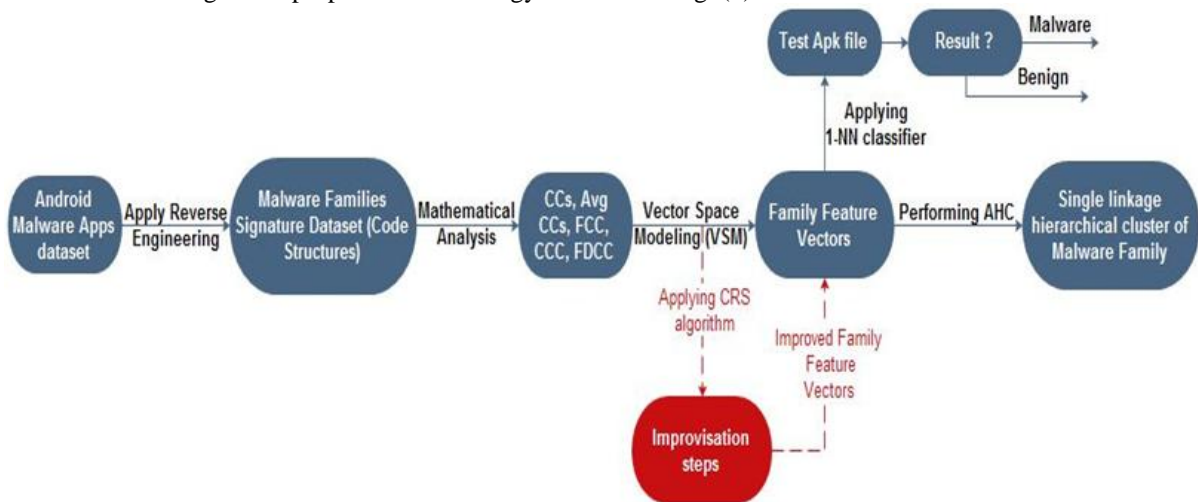 Test Apk file
Result ?
Malware
Benign
Applying
1-NN classifier
Android
Malware Apps
dataset
Apply Reverse
Engineering
Malware Families
Signature Dataset (Code
Structures)
Mathematical
Analysis
CCs, Avg
CCs, FCC,
CCC, FDCC
Vector Space
Modeling (VSM)
Family Feature
Vectors
Performing AHC
Single linkage
hierarchical cluster of
Malware Family
Applying CRS
algorithm
Improved Family
Feature
Vectors
Improvisation
steps